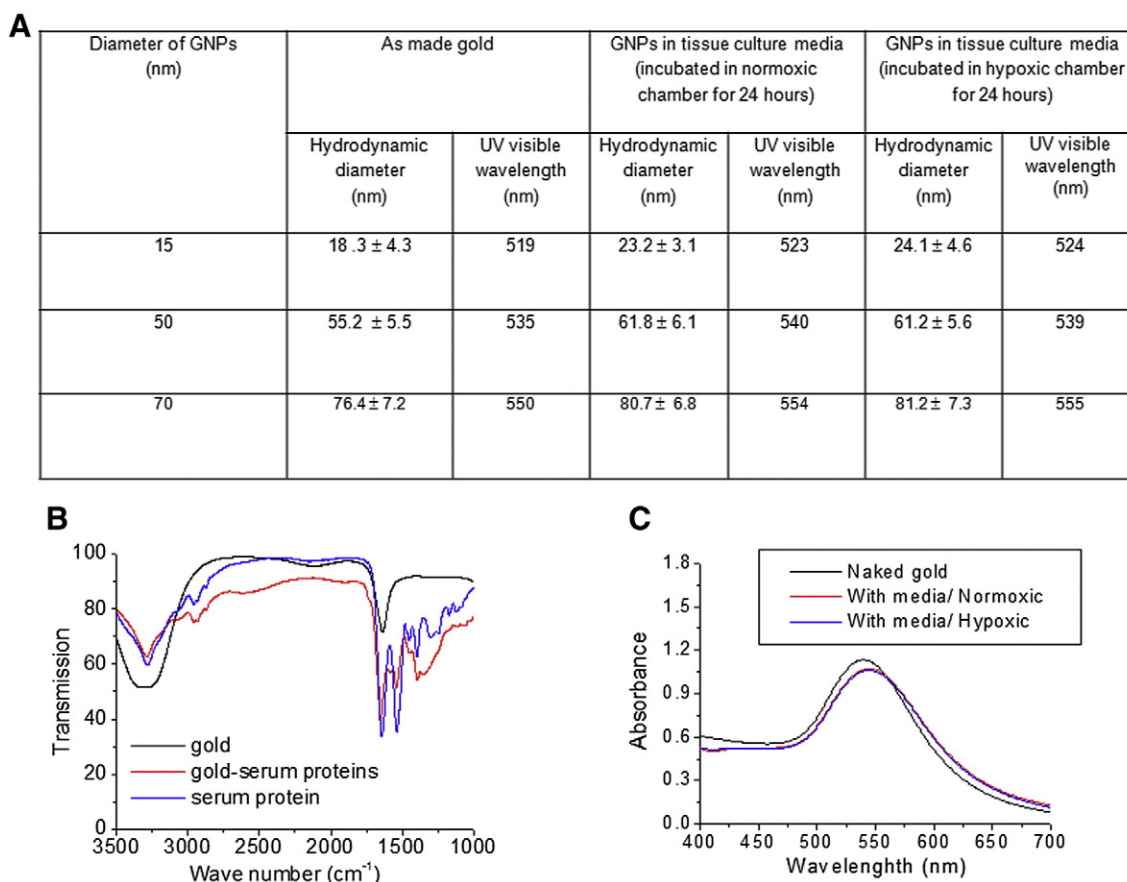 A
Diameter of GNPs
(nm)
As made gold
GNPs in tissue culture media
(incubated in normoxic
chamber for 24 hours)
GNPs in tissue culture media
(incubated in hypoxic chamber
for 24 hours)
Hydrodynamic
diameter
(nm)
UV visible
wavelength
(nm)
Hydrodynamic
diameter
(nm)
UV visible
wavelength
(nm)
Hydrodynamic
diameter
(nm)
UV visible
wavelength
(nm)
15 18 .3 ± 4.3 519 23.2 ± 3.1 523 24.1 ± 4.6 524
50 55.2 ± 5.5 535 61.8 ± 6.1 540 61.2 ± 5.6 539
70 76.4 ± 7.2 550 80.7 ± 6.8 554 81.2 ± 7.3 555
B
Transmission
100
80
60
40
20
0
gold
gold-serum proteins
serum protein
3500 3000 2000 1500 1000
Wave number (cm⁻¹)
C
Absorbance
1.8
1.5
1.2
0.9
0.6
0.3
0.0
Naked gold
With media/ Normoxic
With media/ Hypoxic
400 450 500 550 600 650 700
Wavelenghth (nm)